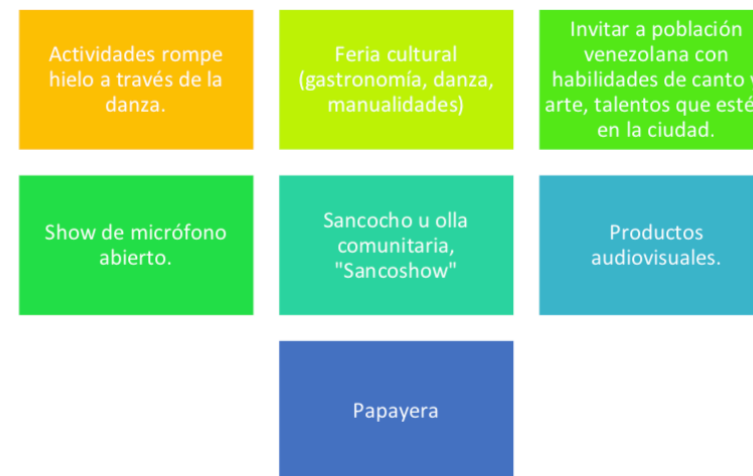 Actividades rompe
hielo a través de la
danza.
Feria cultural
(gastronomía, danza,
manualidades)
Invitar a población
venezolana con
habilidades de canto
arte, talentos que
en la ciudad.
Show de micrófono
abierto.
Sancocho u olla
comunitaria,
"Sancoshow"
Productos
audiovisuales.
Papayera